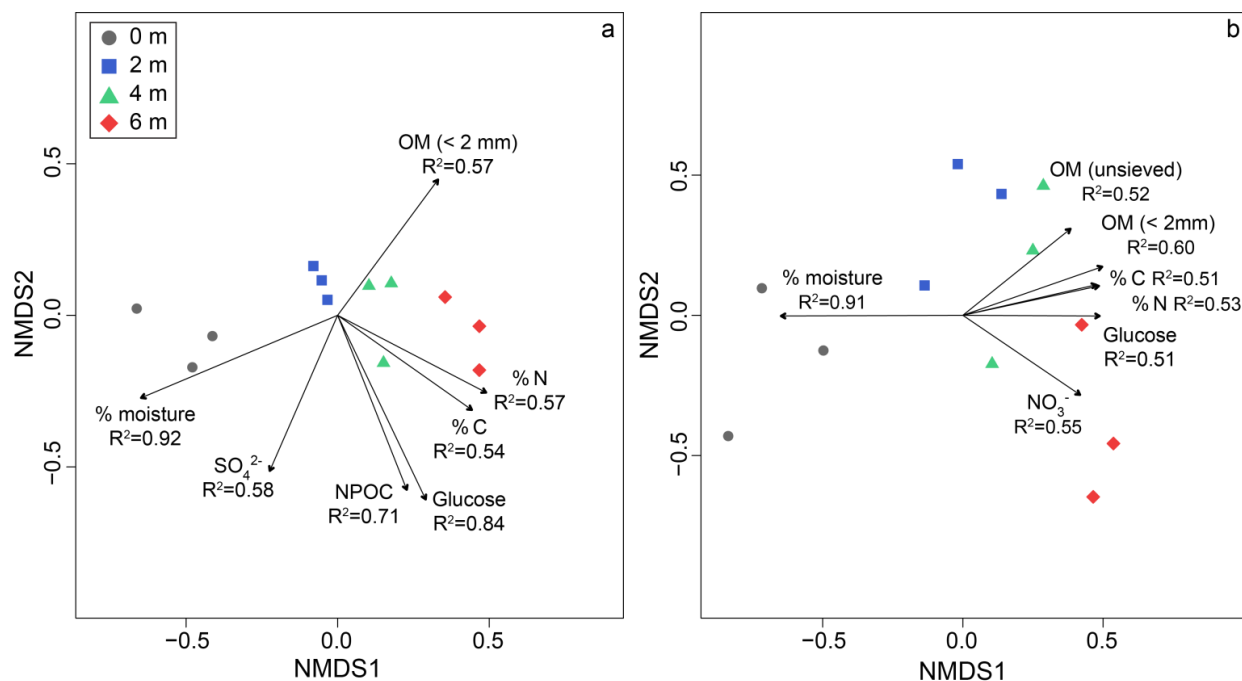 0 m
2 m
4 m
6 m
a
OM (< 2 mm)
R²=0.57
% moisture
R²=0.92
SO₄²⁻
R²=0.58
NPOC
R²=0.71
Glucose
R²=0.84
% C
R²=0.54
% N
R²=0.57
0.5
0.0
−0.5
NMDS2
−0.5
0.0
0.5
NMDS1
b
OM (unsieved)
R²=0.52
OM (< 2mm)
R²=0.60
% C R²=0.51
% N R²=0.53
% moisture
R²=0.91
Glucose
R²=0.51
NO₃⁻
R²=0.55
0.5
0.0
−0.5
NMDS2
−0.5
0.0
0.5
NMDS1